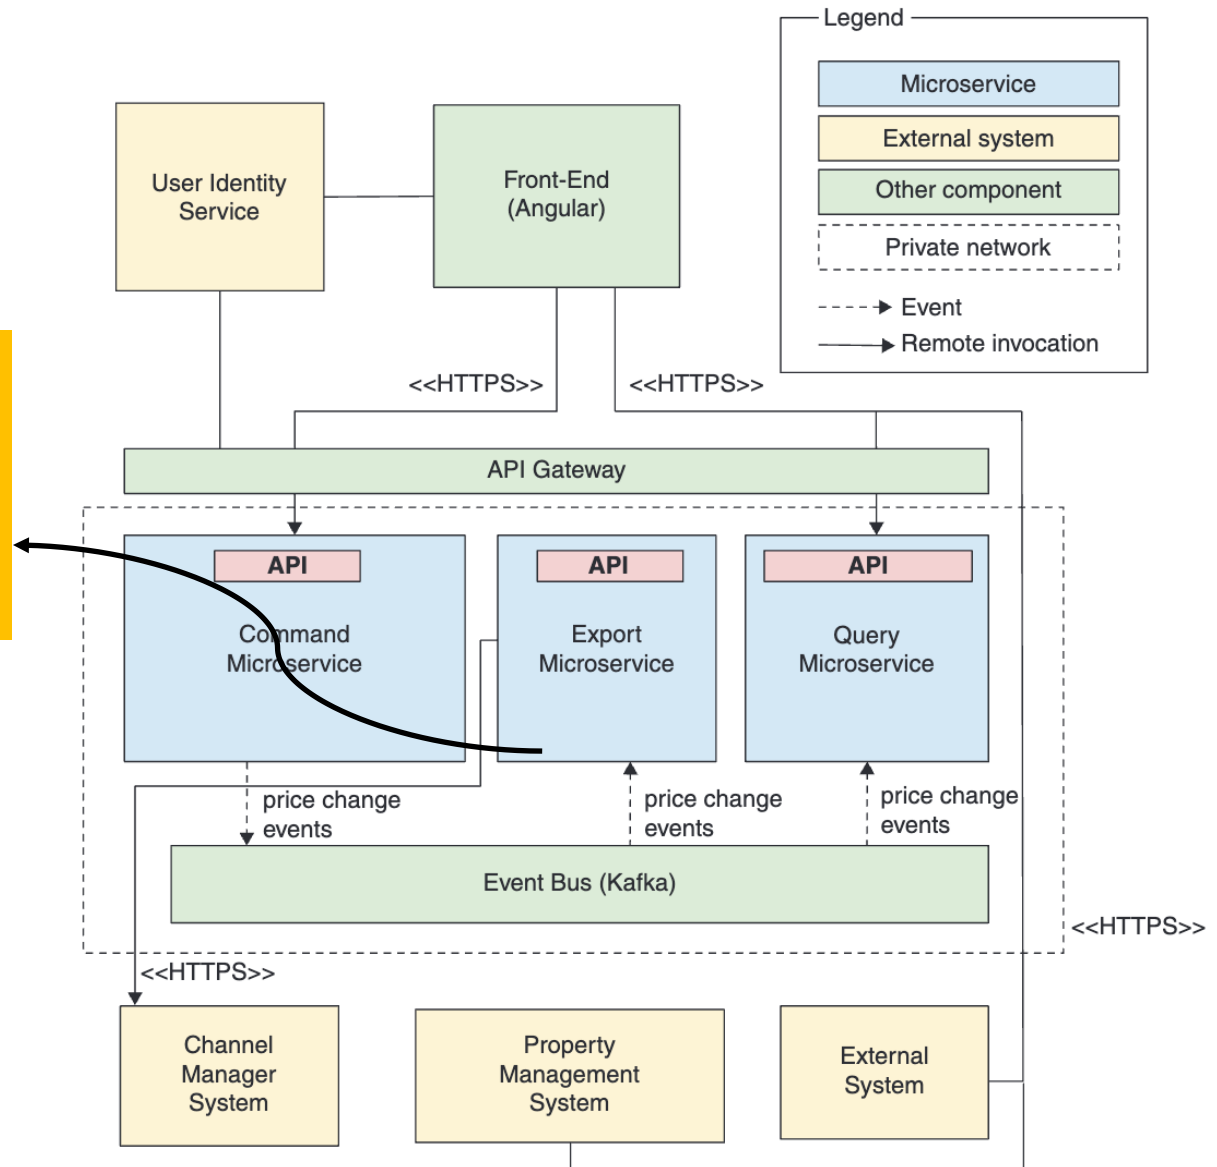 Legend
Microservice
External system
Other component
Private network
Event
Remote invocation
User Identity
Service
Front-End
(Angular)
<<HTTPS>>
<<HTTPS>>
API Gateway
API
Command
Microservice
API
Export
Microservice
API
Query
Microservice
price change
events
price change
events
price change
events
Event Bus (Kafka)
<<HTTPS>>
<<HTTPS>>
Channel
Manager
System
Property
Management
System
External
System